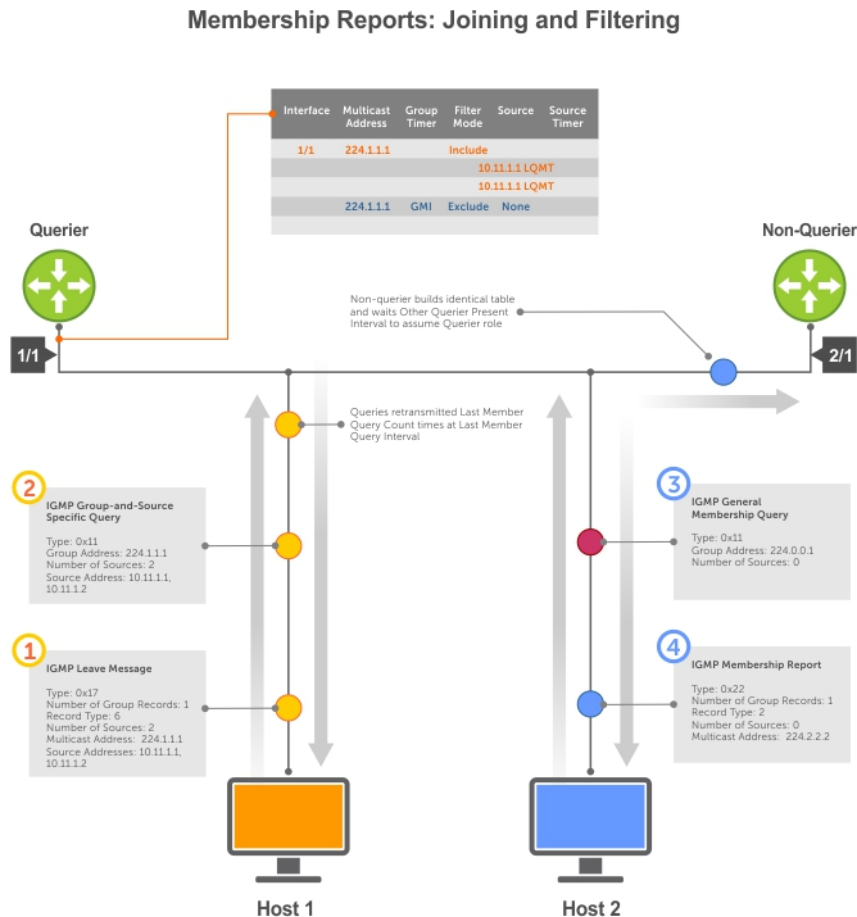 Membership Reports: Joining and Filtering
Interface Multicast Address Group Timer Filter Mode Source Source Timer
1/1 224.1.1.1 Include
10.11.1.1 LQMT
10.11.1.1 LQMT
224.1.1.1 GMI Exclude None
Querier
Non-Querier
1/1
2/1
Non-querier builds identical table
and waits Other Querier Present
Interval to assume Querier role
Queries retransmitted Last Member
Query Count times at Last Member
Query Interval
2
IGMP Group-and-Source
Specific Query
Type: 0x11
Group Address: 224.1.1.1
Number of Sources: 2
Source Address: 10.11.1.1,
10.11.1.2
3
IGMP General
Membership Query
Type: 0x11
Group Address: 224.0.0.1
Number of Sources: 0
1
IGMP Leave Message
Type: 0x17
Number of Group Records: 1
Record Type: 6
Number of Sources: 2
Multicast Address: 224.1.1.1
Source Addresses: 10.11.1.1,
10.11.1.2
4
IGMP Membership Report
Type: 0x22
Number of Group Records: 1
Record Type: 2
Number of Sources: 0
Multicast Address: 224.2.2.2
Host 1
Host 2